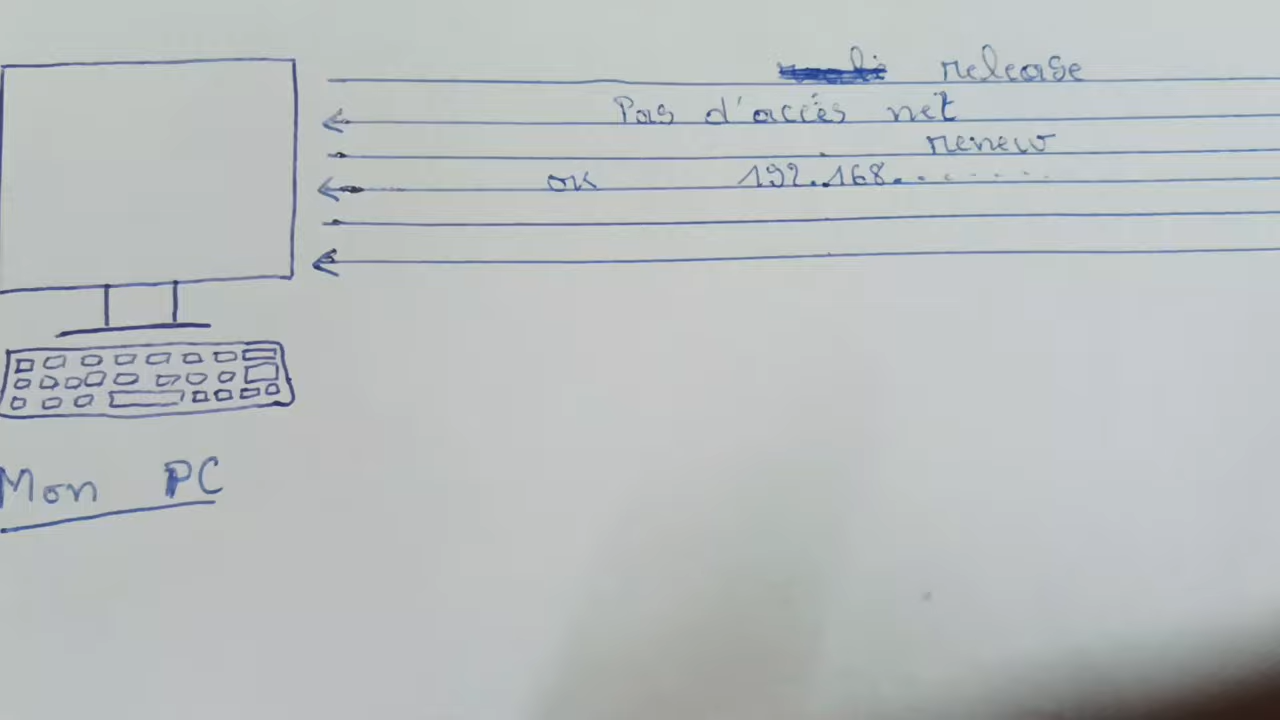 release
Pas d'accès net
renew
ok 192.168.........
Mon PC